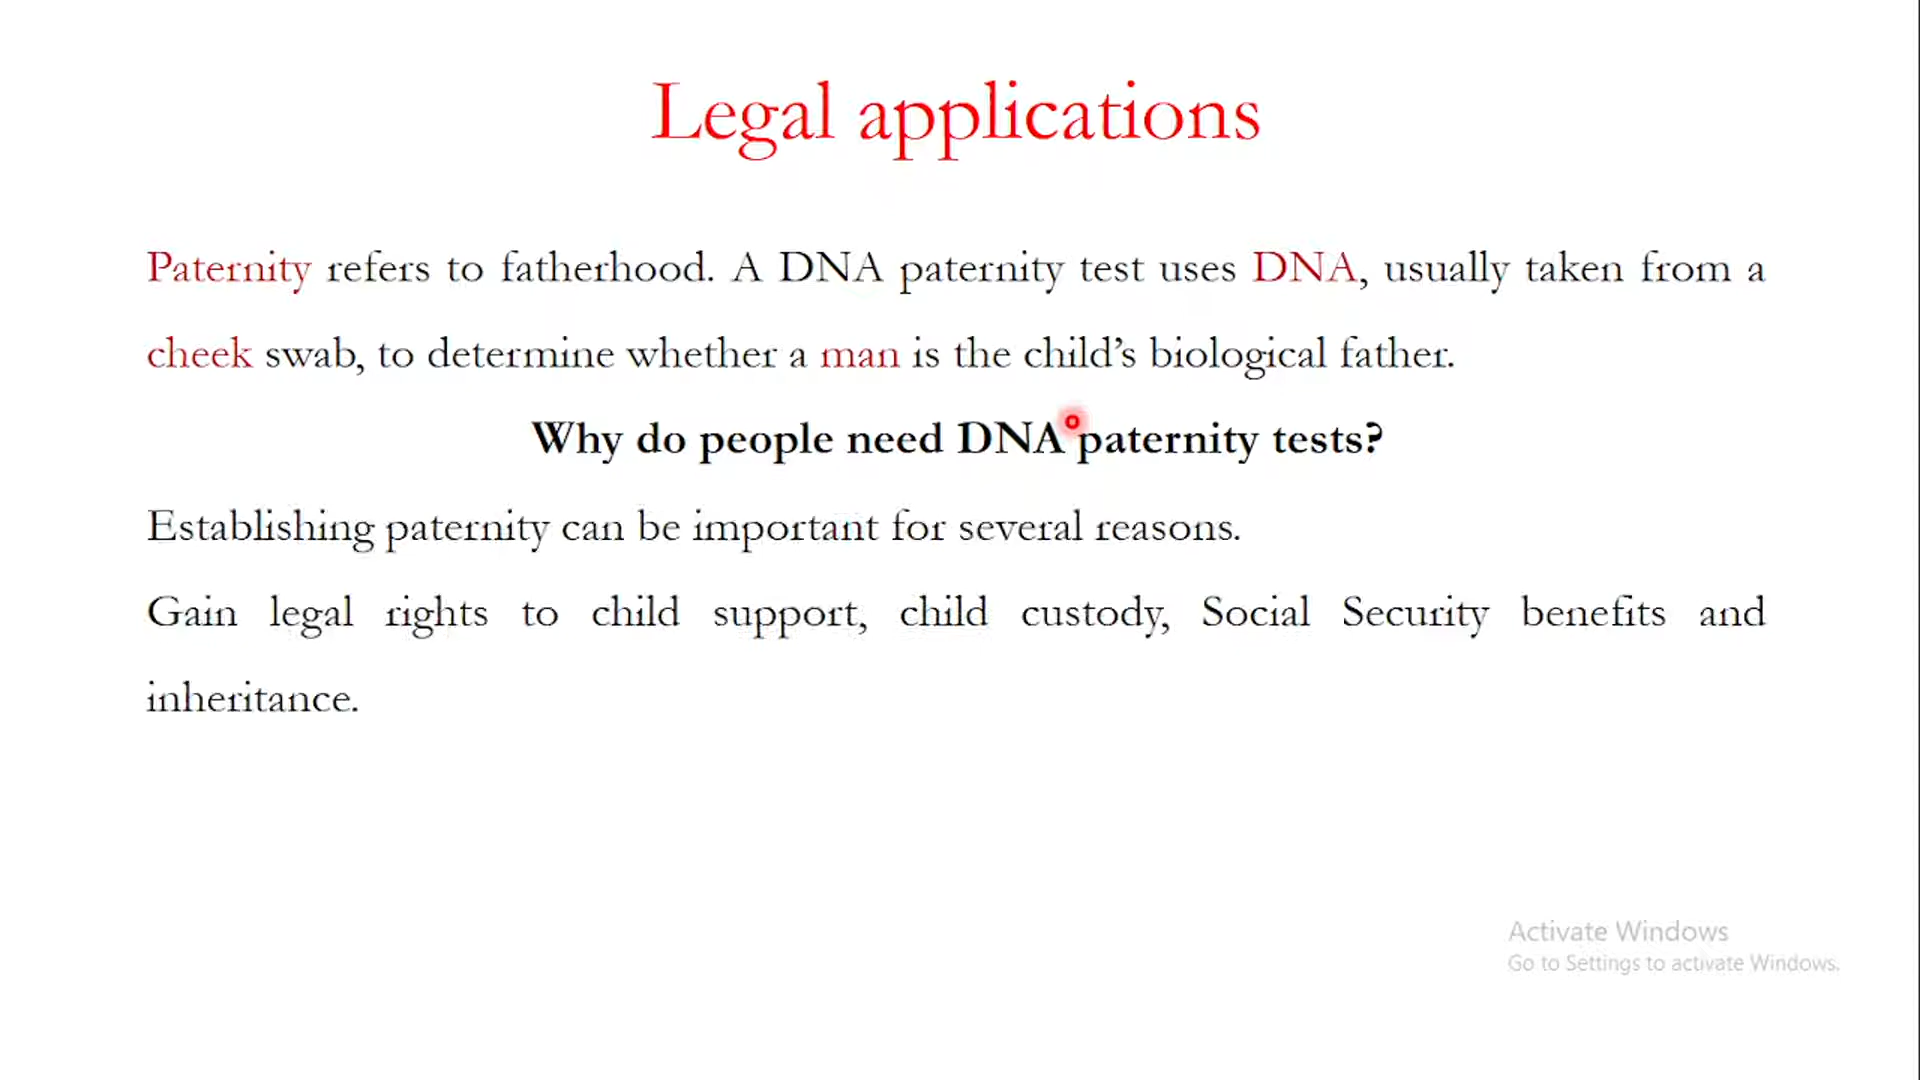 Legal applications
Paternity refers to fatherhood. A DNA paternity test uses DNA, usually taken from a
cheek swab, to determine whether a man is the child’s biological father.
Why do people need DNA paternity tests?
Establishing paternity can be important for several reasons.
Gain legal rights to child support, child custody, Social Security benefits and
inheritance.
Activate Windows
Go to Settings to activate Windows.